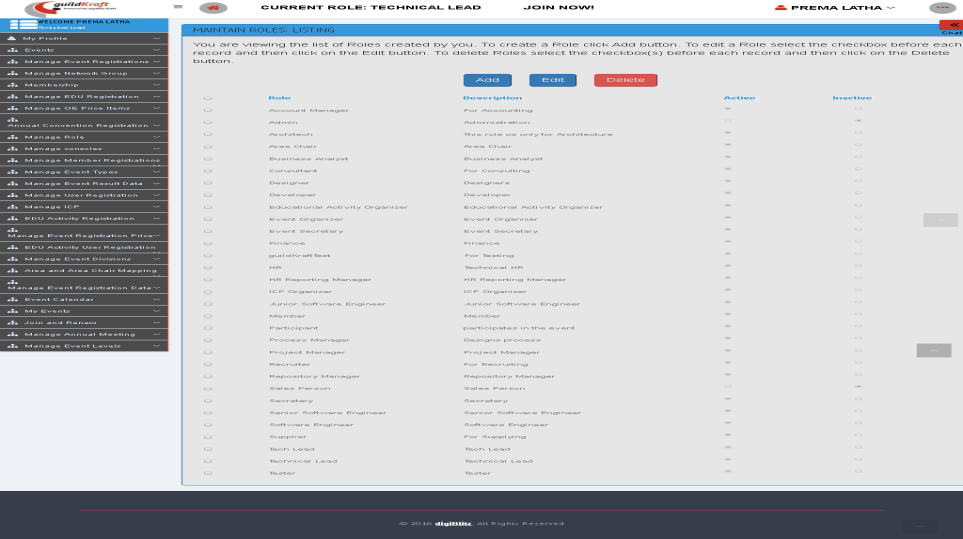 guildKraft
CURRENT ROLE: TECHNICAL LEAD
JOIN NOW!
PREMA LATHA
WELCOME PREMA LATHA
Technical Lead
My Profile
Events
Manage Event Registrations
Manage Network Group
Membership
Manage EDU Registration
Manage OE Price Items
Annual Convention Registration
Manage Role
Manage consoles
Manage Member Registrations
Manage Event Types
Manage Event Result Data
Manage User Registration
Manage ICP
EDU Activity Registration
Manage Event Registration Price
EDU Activity User Registration
Manage Event Divisions
Area and Area Chair Mapping
Manage Event Registration Data
Event Calendar
My Events
Join and Renew
Manage Annual Meeting
Manage Event Levels
MAINTAIN ROLES: LISTING
Chat
You are viewing the list of Roles created by you. To create a Role click Add button. To edit a Role select the checkbox before each
record and then click on the Edit button. To delete Roles select the checkbox(s) before each record and then click on the Delete
button.
Add Edit Delete
Role Description Active Inactive
Account Manager For Accounting
Admin Administration
Architech This role os only for Architecture
Area Chair Area Chair
Business Analyst Business Analyst
Consultant For Consulting
Designer Designers
Developer Developer
Educational Activity Organizer Educational Activity Organizer
Event Organizer Event Organizer
Event Secretary Event Secretary
Finance Finance
guildKraftTest For Testing
HR Technical HR
HR Reporting Manager HR Reporting Manager
ICP Organizer ICP Organizer
Junior Software Engineer Junior Software Engineer
Member Member
Participant participates in the event
Process Manager Designs process
Project Manager Project Manager
Recruiter For Recruiting
Repository Manager Repository Manager
Sales Person Sales Person
Secretary Secretary
Senior Software Engineer Senior Software Engineer
Software Engineer Software Engineer
Supplier For Supplying
Tech Lead Tech Lead
Technical Lead Technical Lead
Tester Tester
© 2016 digiBlitz. All Rights Reserved